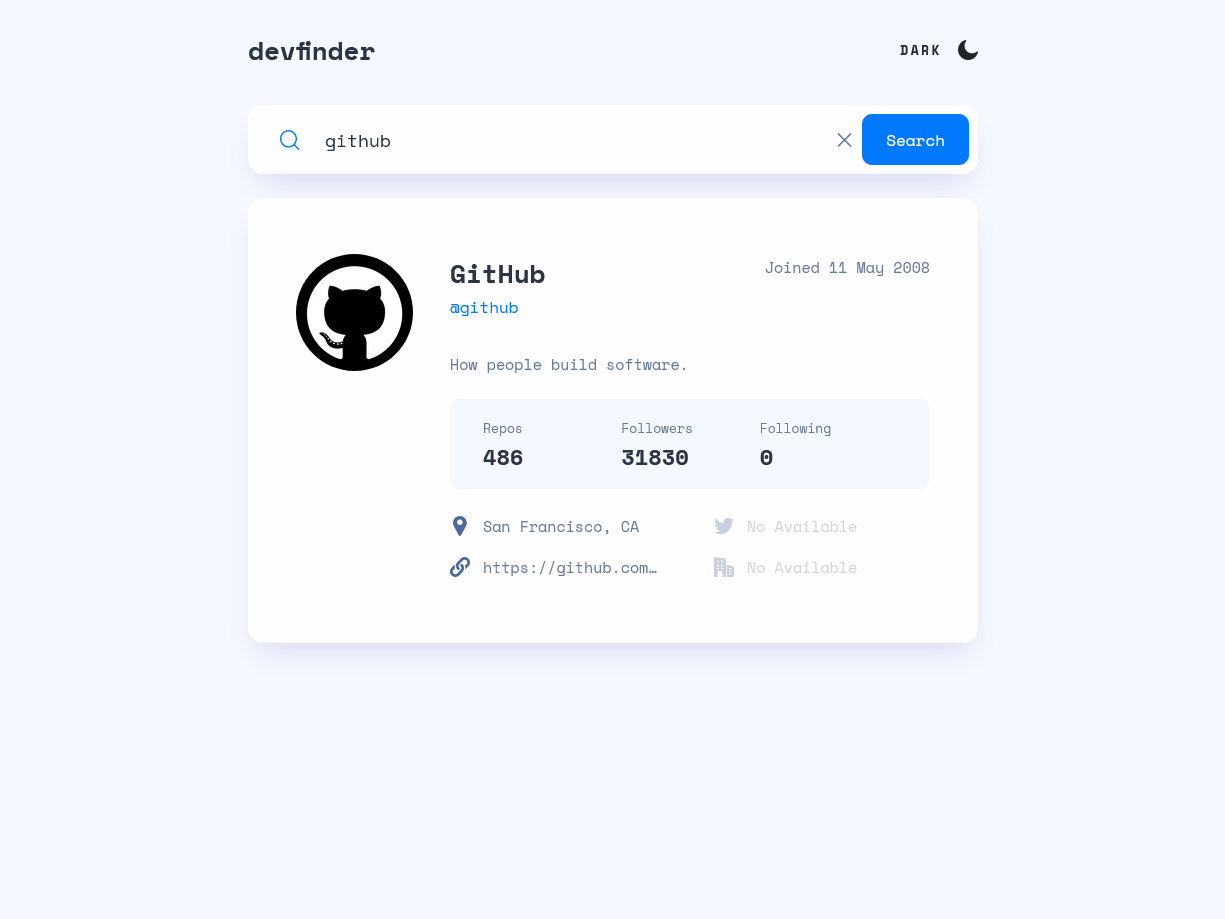 devfinder
DARK
github
Search
GitHub
Joined 11 May 2008
@github
How people build software.
Repos Followers Following
486 31830 0
San Francisco, CA
No Available
https://github.com…
No Available